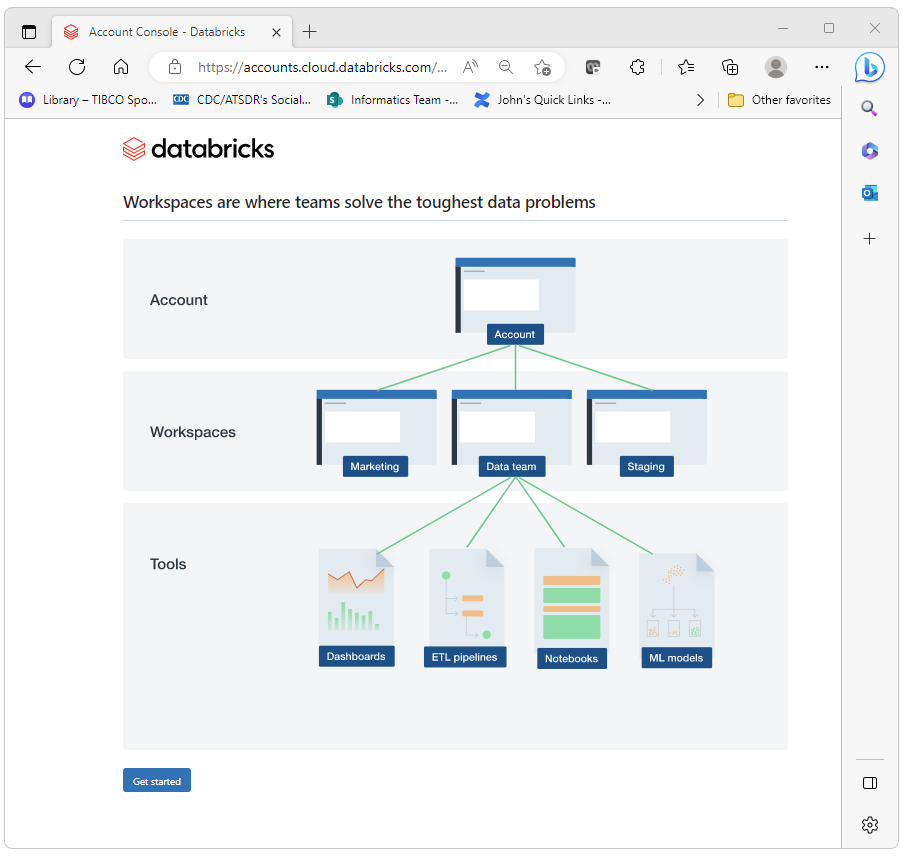 Account Console - Databricks
https://accounts.cloud.databricks.com/...
Library – TIBCO Spo...
CDC CDC/ATSDR's Social...
Informatics Team -...
John's Quick Links -...
Other favorites
databricks
Workspaces are where teams solve the toughest data problems
Account
Account
Workspaces
Marketing
Data team
Staging
Tools
Dashboards
ETL pipelines
Notebooks
ML models
Get started